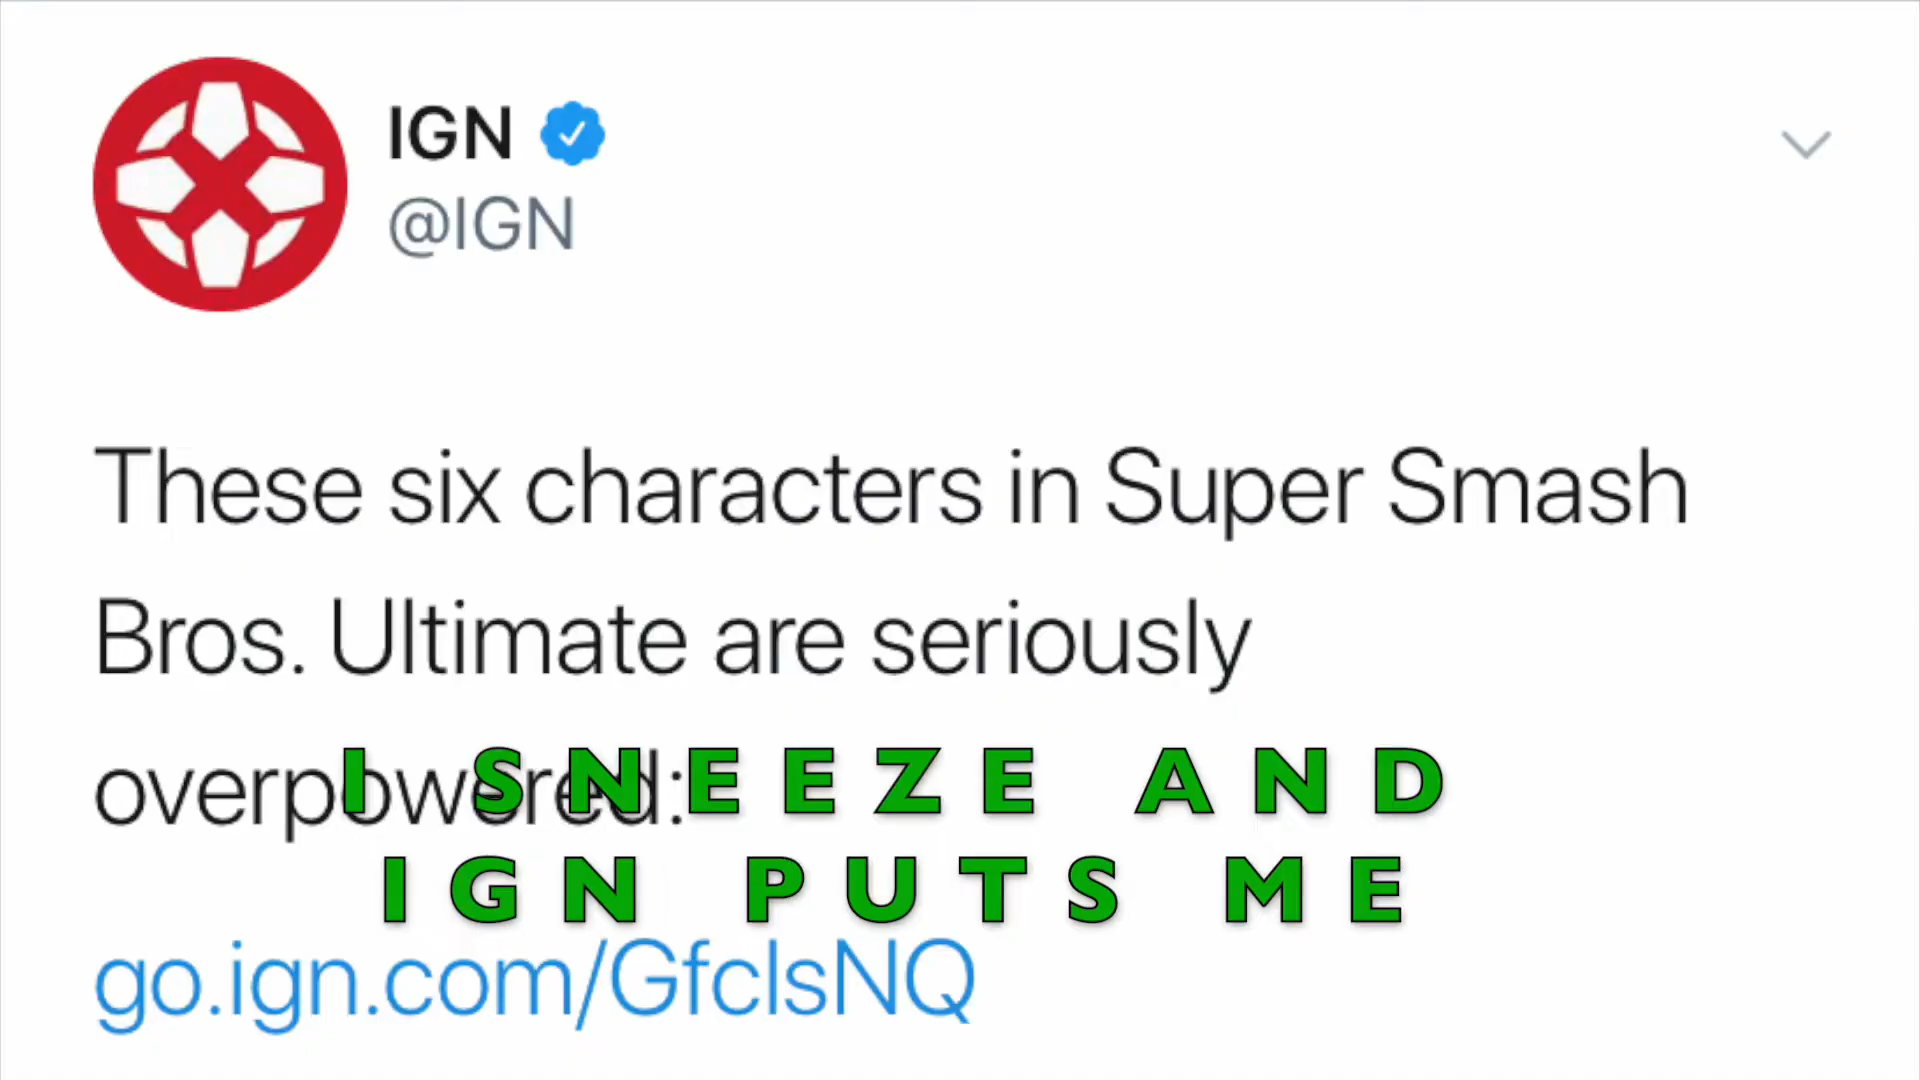 IGN
@IGN
These six characters in Super Smash
Bros. Ultimate are seriously
overpowered:
I SNEEZE AND
IGN PUTS ME
go.ign.com/GfclsNQ